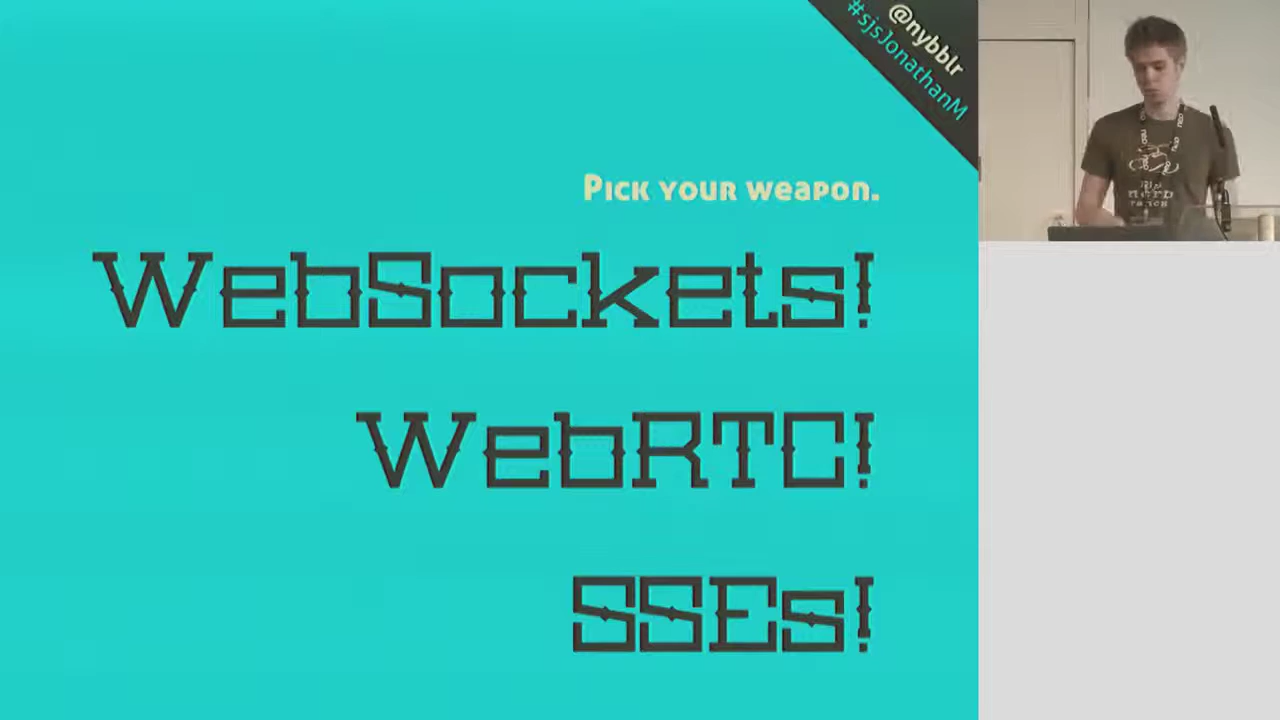 @nybblr
#sjsJonathanM
Pick your weapon.
WebSockets!
WebRTC!
SSEs!